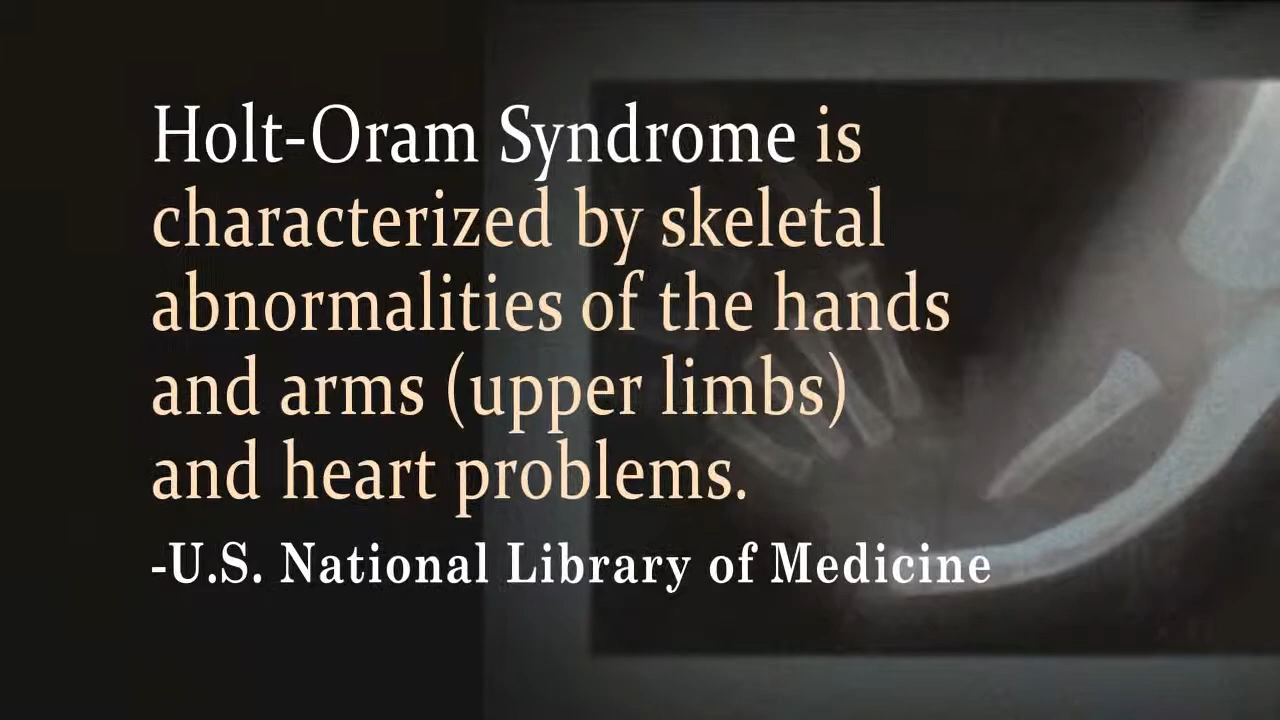 Holt-Oram Syndrome is
characterized by skeletal
abnormalities of the hands
and arms (upper limbs)
and heart problems.
-U.S. National Library of Medicine